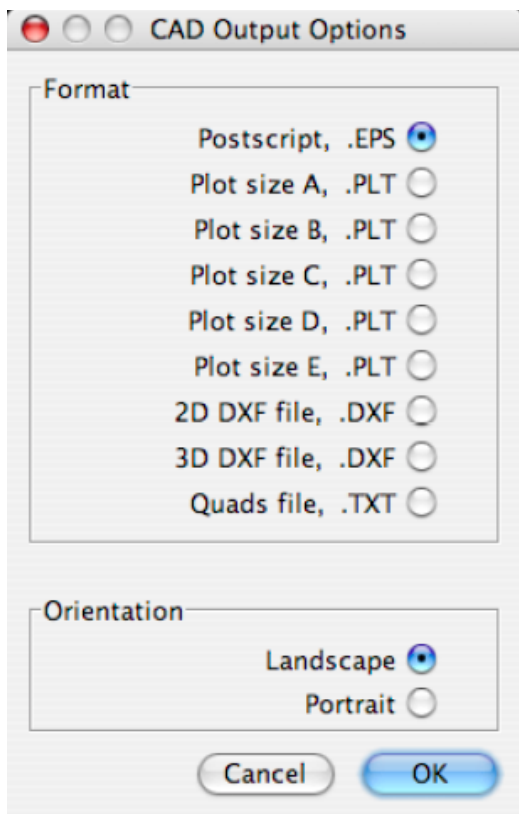 CAD Output Options
Format
Postscript, .EPS
Plot size A, .PLT
Plot size B, .PLT
Plot size C, .PLT
Plot size D, .PLT
Plot size E, .PLT
2D DXF file, .DXF
3D DXF file, .DXF
Quads file, .TXT
Orientation
Landscape
Portrait
Cancel OK